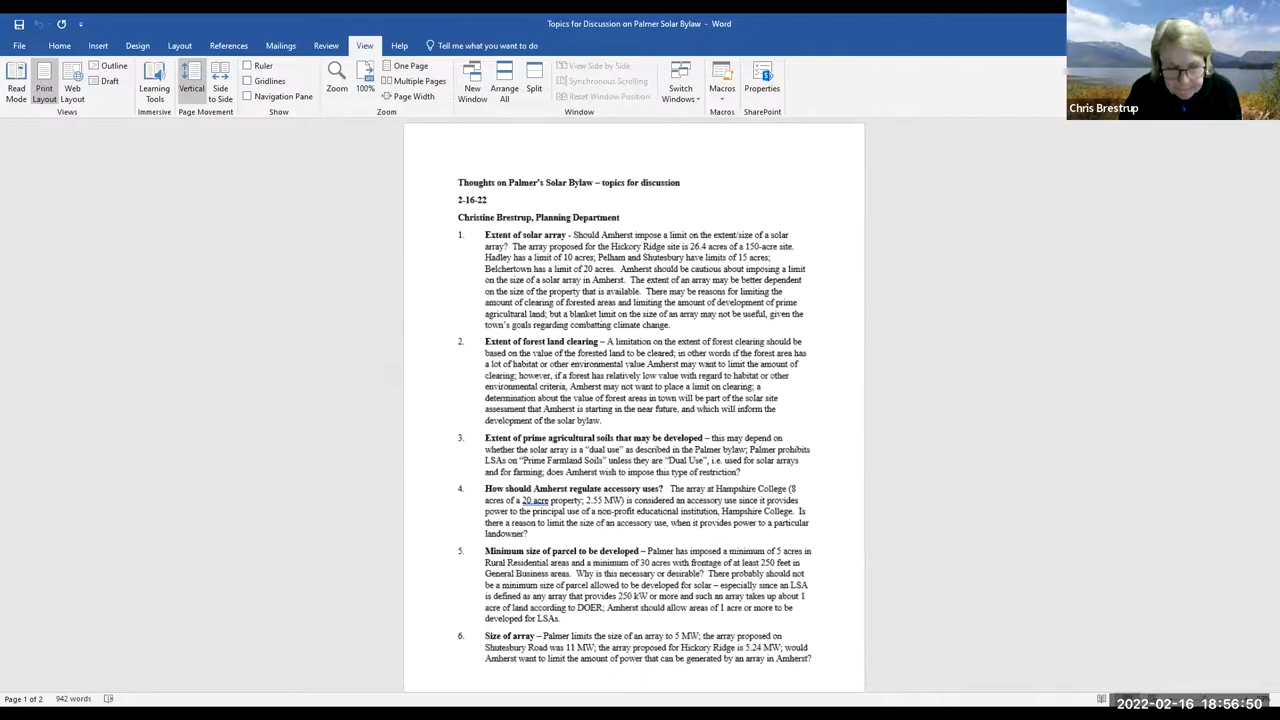 Topics for Discussion on Palmer Solar Bylaw - Word
File Home Insert Design Layout References Mailings Review View Help Tell me what you want to do
Read Mode
Print Layout
Web Layout
Outline
Draft
Views
Learning Tools
Immersive
Vertical
Side to Side
Page Movement
Ruler
Gridlines
Navigation Pane
Show
Zoom
100%
One Page
Multiple Pages
Page Width
Zoom
New Window
Arrange All
Split
View Side by Side
Synchronous Scrolling
Reset Window Position
Window
Switch Windows
Macros
Macros
Properties
SharePoint
Chris Brestrup
Thoughts on Palmer's Solar Bylaw – topics for discussion
2-16-22
Christine Brestrup, Planning Department
1. Extent of solar array - Should Amherst impose a limit on the extent/size of a solar
array? The array proposed for the Hickory Ridge site is 26.4 acres of a 150-acre site.
Hadley has a limit of 10 acres; Pelham and Shutesbury have limits of 15 acres;
Belchertown has a limit of 20 acres. Amherst should be cautious about imposing a limit
on the size of a solar array in Amherst. The extent of an array may be better dependent
on the size of the property that is available. There may be reasons for limiting the
amount of clearing of forested areas and limiting the amount of development of prime
agricultural land; but a blanket limit on the size of an array may not be useful, given the
town's goals regarding combatting climate change.
2. Extent of forest land clearing – A limitation on the extent of forest clearing should be
based on the value of the forested land to be cleared; in other words if the forest area has
a lot of habitat or other environmental value Amherst may want to limit the amount of
clearing; however, if a forest has relatively low value with regard to habitat or other
environmental criteria, Amherst may not want to place a limit on clearing; a
determination about the value of forest areas in town will be part of the solar site
assessment that Amherst is starting in the near future, and which will inform the
development of the solar bylaw.
3. Extent of prime agricultural soils that may be developed – this may depend on
whether the solar array is a “dual use” as described in the Palmer bylaw; Palmer prohibits
LSAs on “Prime Farmland Soils” unless they are “Dual Use”, i.e. used for solar arrays
and for farming; does Amherst wish to impose this type of restriction?
4. How should Amherst regulate accessory uses? The array at Hampshire College (8
acres of a 20 acre property; 2.55 MW) is considered an accessory use since it provides
power to the principal use of a non-profit educational institution, Hampshire College. Is
there a reason to limit the size of an accessory use, when it provides power to a particular
landowner?
5. Minimum size of parcel to be developed – Palmer has imposed a minimum of 5 acres in
Rural Residential areas and a minimum of 30 acres with frontage of at least 250 feet in
General Business areas. Why is this necessary or desirable? There probably should not
be a minimum size of parcel allowed to be developed for solar – especially since an LSA
is defined as any array that provides 250 kW or more and such an array takes up about 1
acre of land according to DOER; Amherst should allow areas of 1 acre or more to be
developed for LSAs.
6. Size of array – Palmer limits the size of an array to 5 MW; the array proposed on
Shutesbury Road was 11 MW; the array proposed for Hickory Ridge is 5.24 MW; would
Amherst want to limit the amount of power that can be generated by an array in Amherst?
Page 1 of 2 942 words
2022-02-16 18:56:50